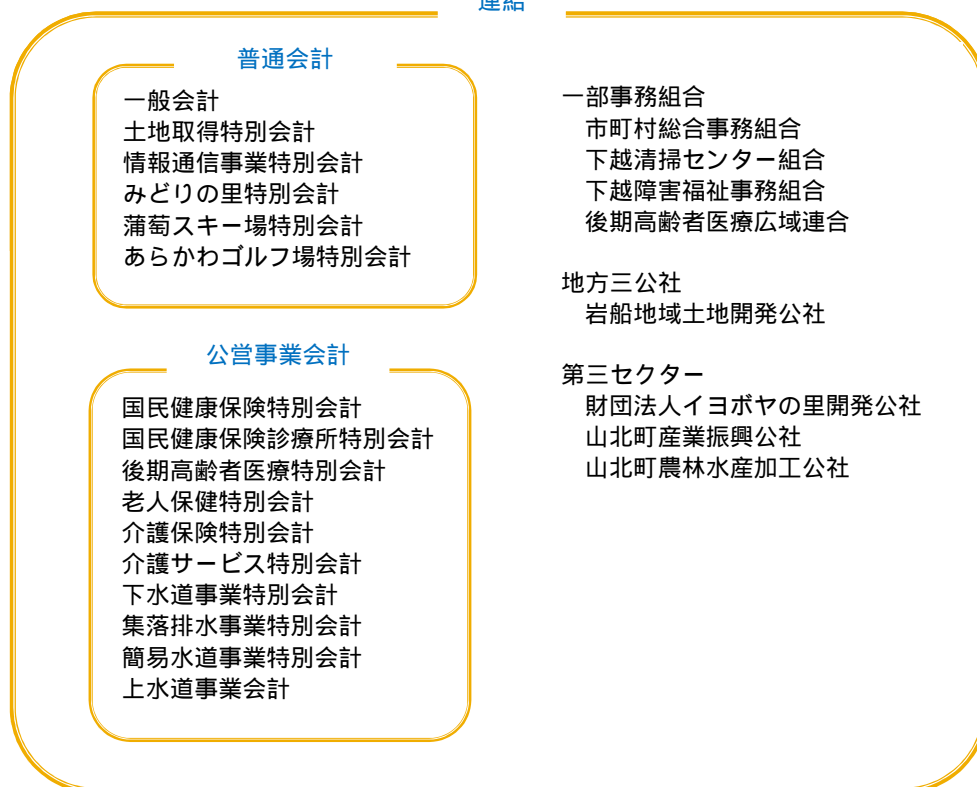 連結
普通会計
一般会計
土地取得特別会計
情報通信事業特別会計
みどりの里特別会計
蒲萄スキー場特別会計
あらかわゴルフ場特別会計
公営事業会計
国民健康保険特別会計
国民健康保険診療所特別会計
後期高齢者医療特別会計
老人保健特別会計
介護保険特別会計
介護サービス特別会計
下水道事業特別会計
集落排水事業特別会計
簡易水道事業特別会計
上水道事業会計
一部事務組合
市町村総合事務組合
下越清掃センター組合
下越障害福祉事務組合
後期高齢者医療広域連合
地方三公社
岩船地域土地開発公社
第三セクター
財団法人イヨボヤの里開発公社
山北町産業振興公社
山北町農林水産加工公社